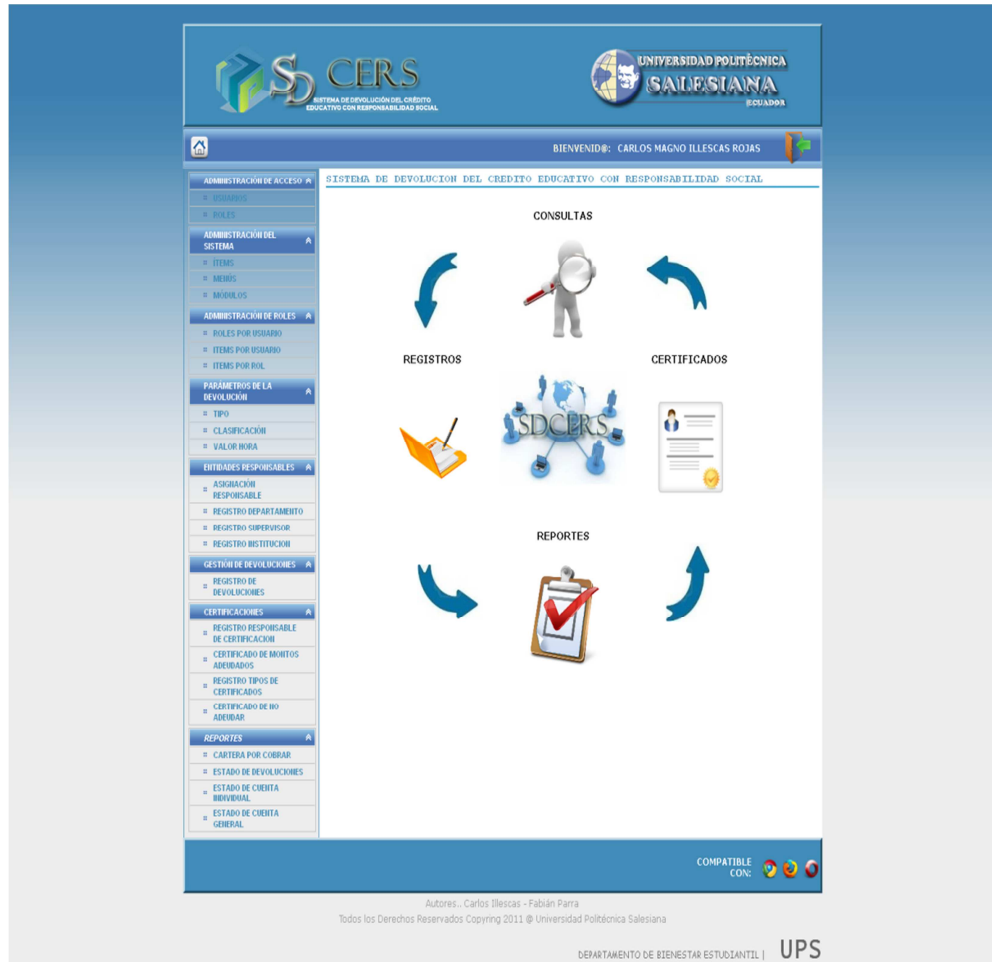 SD CERS
SISTEMA DE DEVOLUCIÓN DEL CRÉDITO
EDUCATIVO CON RESPONSABILIDAD SOCIAL
UNIVERSIDAD POLITÉCNICA
SALESIANA
ECUADOR
BIENVENID@: CARLOS MAGNO ILLESCAS ROJAS
ADMINISTRACIÓN DE ACCESO
USUARIOS
ROLES
ADMINISTRACIÓN DEL
SISTEMA
ÍTEMS
MENÚS
MÓDULOS
ADMINISTRACIÓN DE ROLES
ROLES POR USUARIO
ITEMS POR USUARIO
ITEMS POR ROL
PARÁMETROS DE LA
DEVOLUCIÓN
TIPO
CLASIFICACIÓN
VALOR HORA
ENTIDADES RESPONSABLES
ASIGNACIÓN
RESPONSABLE
REGISTRO DEPARTAMENTO
REGISTRO SUPERVISOR
REGISTRO INSTITUCION
GESTIÓN DE DEVOLUCIONES
REGISTRO DE
DEVOLUCIONES
CERTIFICACIONES
REGISTRO RESPONSABLE
DE CERTIFICACION
CERTIFICADO DE MONTOS
ADEUDADOS
REGISTRO TIPOS DE
CERTIFICADOS
CERTIFICADO DE NO
ADEUDAR
REPORTES
CARTERA POR COBRAR
ESTADO DE DEVOLUCIONES
ESTADO DE CUENTA
INDIVIDUAL
ESTADO DE CUENTA
GENERAL
SISTEMA DE DEVOLUCION DEL CREDITO EDUCATIVO CON RESPONSABILIDAD SOCIAL
CONSULTAS
REGISTROS
CERTIFICADOS
SDCERS
REPORTES
COMPATIBLE
CON:
Autores.. Carlos Illescas - Fabián Parra
Todos los Derechos Reservados Copyring 2011 @ Universidad Politécnica Salesiana
DEPARTAMENTO DE BIENESTAR ESTUDIANTIL | UPS